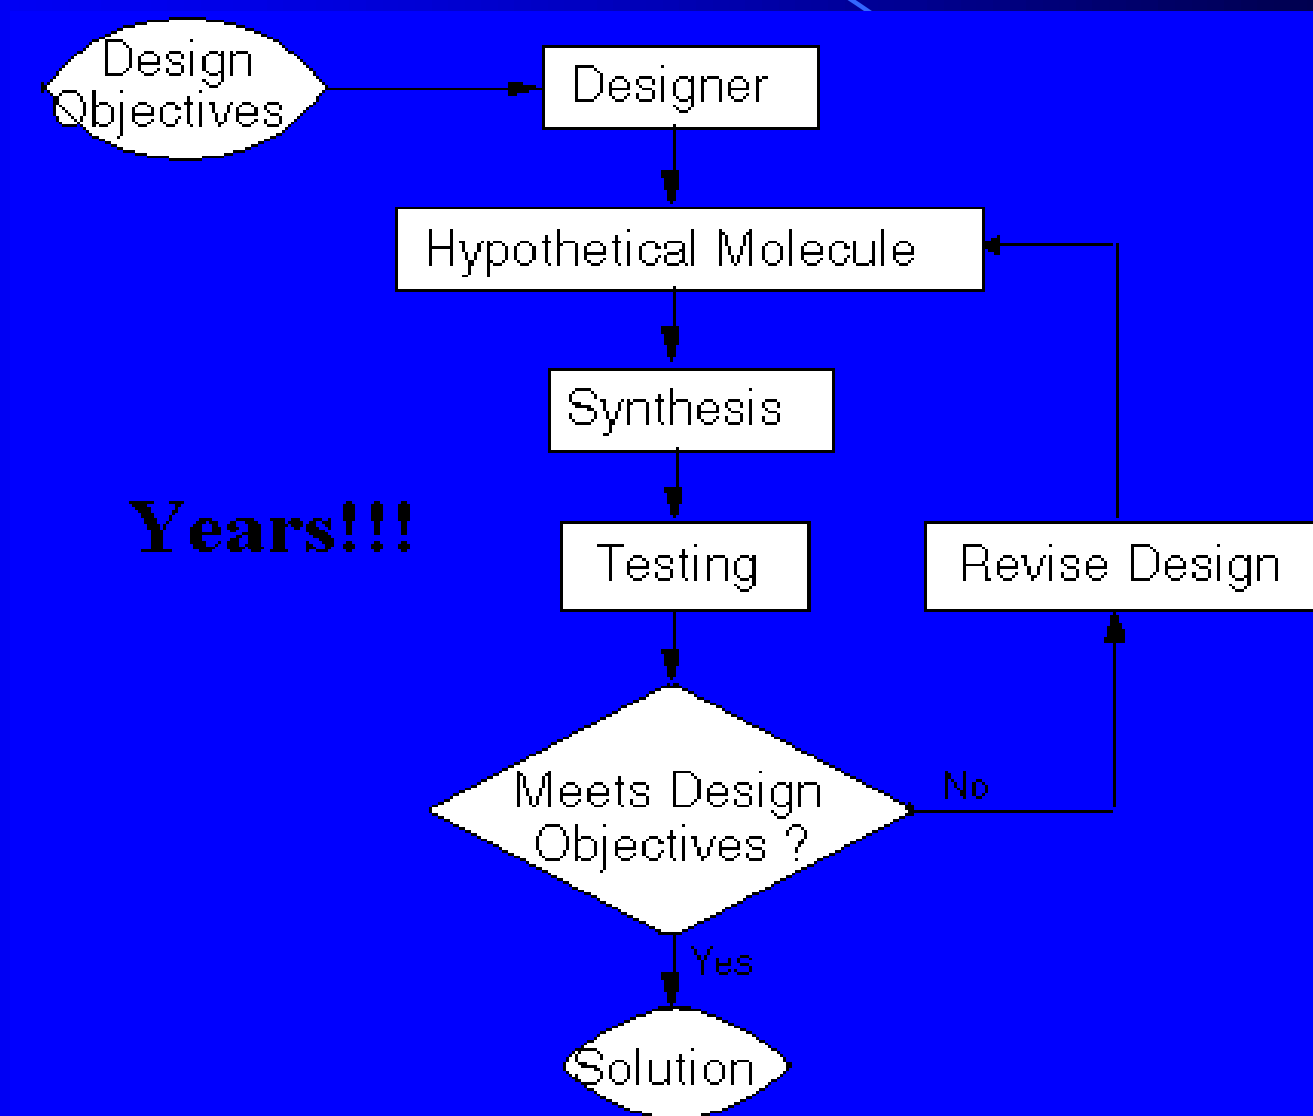 Design
Objectives
Designer
Hypothetical Molecule
Synthesis
Years!!!
Testing
Revise Design
Meets Design
Objectives ?
No
Yes
Solution